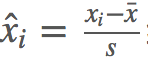 x̂ᵢ = (xᵢ − x̄) / s;